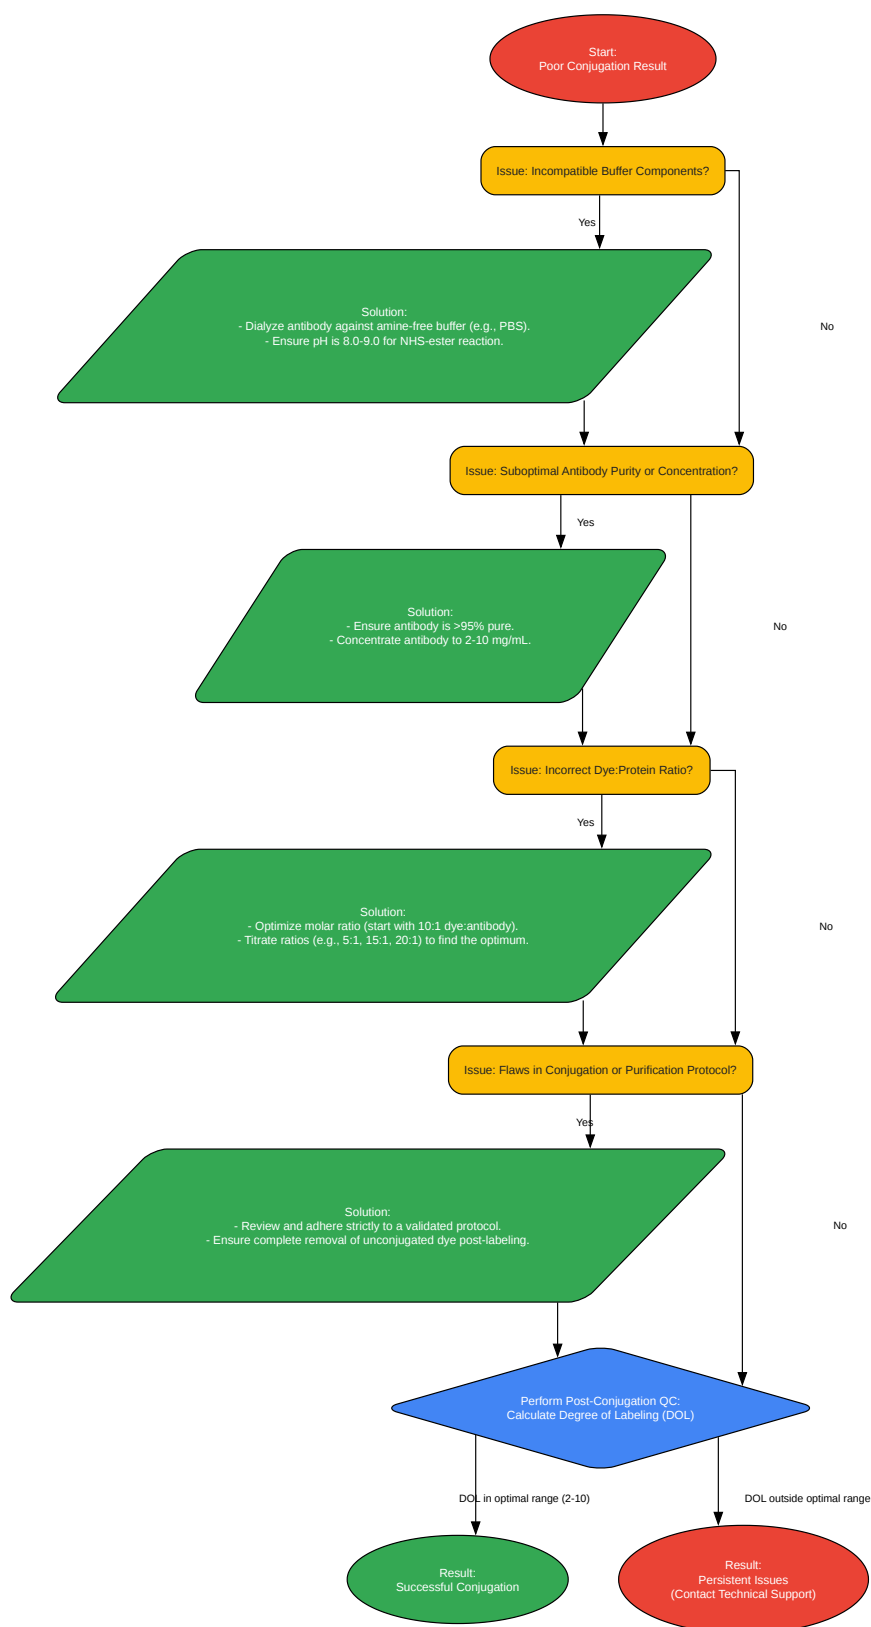 Start:
Poor Conjugation Result
Issue: Incompatible Buffer Components?
Yes
Solution:
- Dialyze antibody against amine-free buffer (e.g., PBS).
- Ensure pH is 8.0-9.0 for NHS-ester reaction.
No
Issue: Suboptimal Antibody Purity or Concentration?
Yes
Solution:
- Ensure antibody is >95% pure.
- Concentrate antibody to 2-10 mg/mL.
No
Issue: Incorrect Dye:Protein Ratio?
Yes
Solution:
- Optimize molar ratio (start with 10:1 dye:antibody).
- Titrate ratios (e.g., 5:1, 15:1, 20:1) to find the optimum.
No
Issue: Flaws in Conjugation or Purification Protocol?
Yes
Solution:
- Review and adhere strictly to a validated protocol.
- Ensure complete removal of unconjugated dye post-labeling.
No
Perform Post-Conjugation QC:
Calculate Degree of Labeling (DOL)
DOL in optimal range (2-10)
DOL outside optimal range
Result:
Successful Conjugation
Result:
Persistent Issues
(Contact Technical Support)